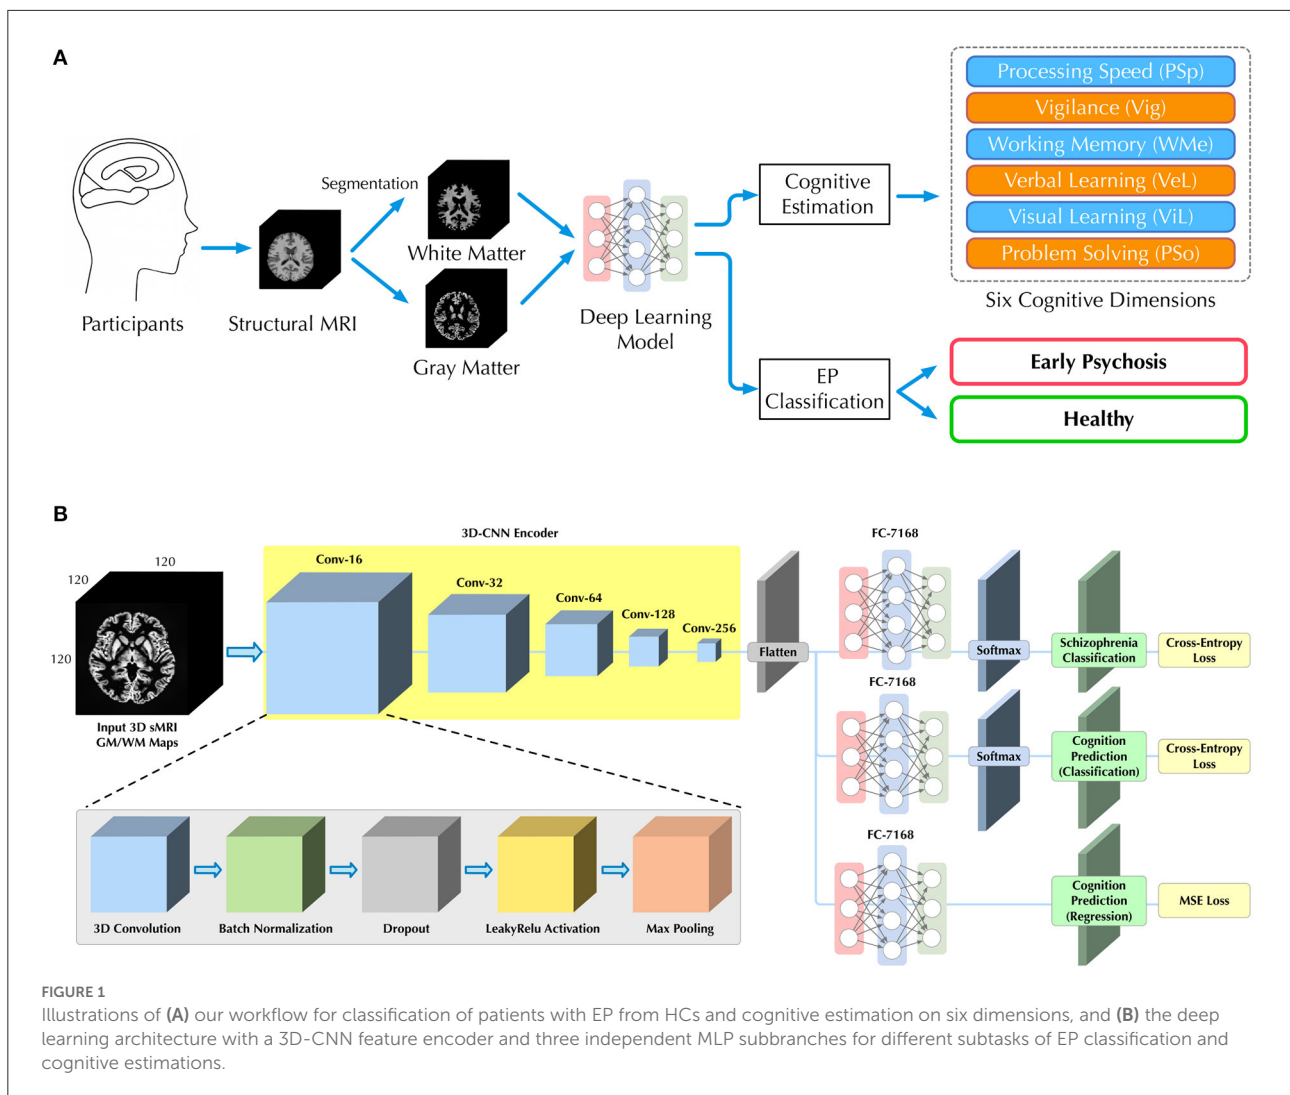 A
Participants
Structural MRI
Segmentation
White Matter
Gray Matter
Deep Learning
Model
Cognitive
Estimation
Processing Speed (PSp)
Vigilance (Vig)
Working Memory (WMe)
Verbal Learning (VeL)
Visual Learning (ViL)
Problem Solving (PSo)
Six Cognitive Dimensions
EP
Classification
Early Psychosis
Healthy
B
120
120
120
Input 3D sMRI
GM/WM Maps
3D-CNN Encoder
Conv-16
Conv-32
Conv-64
Conv-128
Conv-256
Flatten
FC-7168
Softmax
Schizophrenia
Classification
Cross-Entropy
Loss
FC-7168
Softmax
Cognition
Prediction
(Classification)
Cross-Entropy
Loss
FC-7168
Cognition
Prediction
(Regression)
MSE Loss
3D Convolution
Batch Normalization
Dropout
LeakyRelu Activation
Max Pooling
FIGURE 1
Illustrations of (A) our workflow for classification of patients with EP from HCs and cognitive estimation on six dimensions, and (B) the deep
learning architecture with a 3D-CNN feature encoder and three independent MLP subbranches for different subtasks of EP classification and
cognitive estimations.